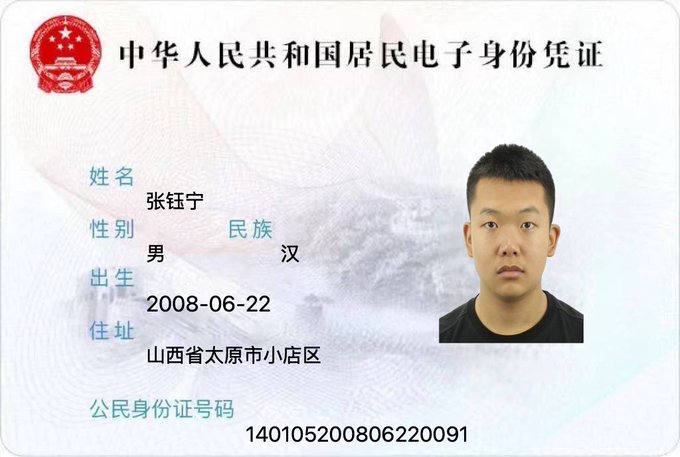 中华人民共和国居民电子身份凭证
姓名
张钰宁
性别 民族
男 汉
出生
2008-06-22
住址
山西省太原市小店区
公民身份证号码
140105200806220091